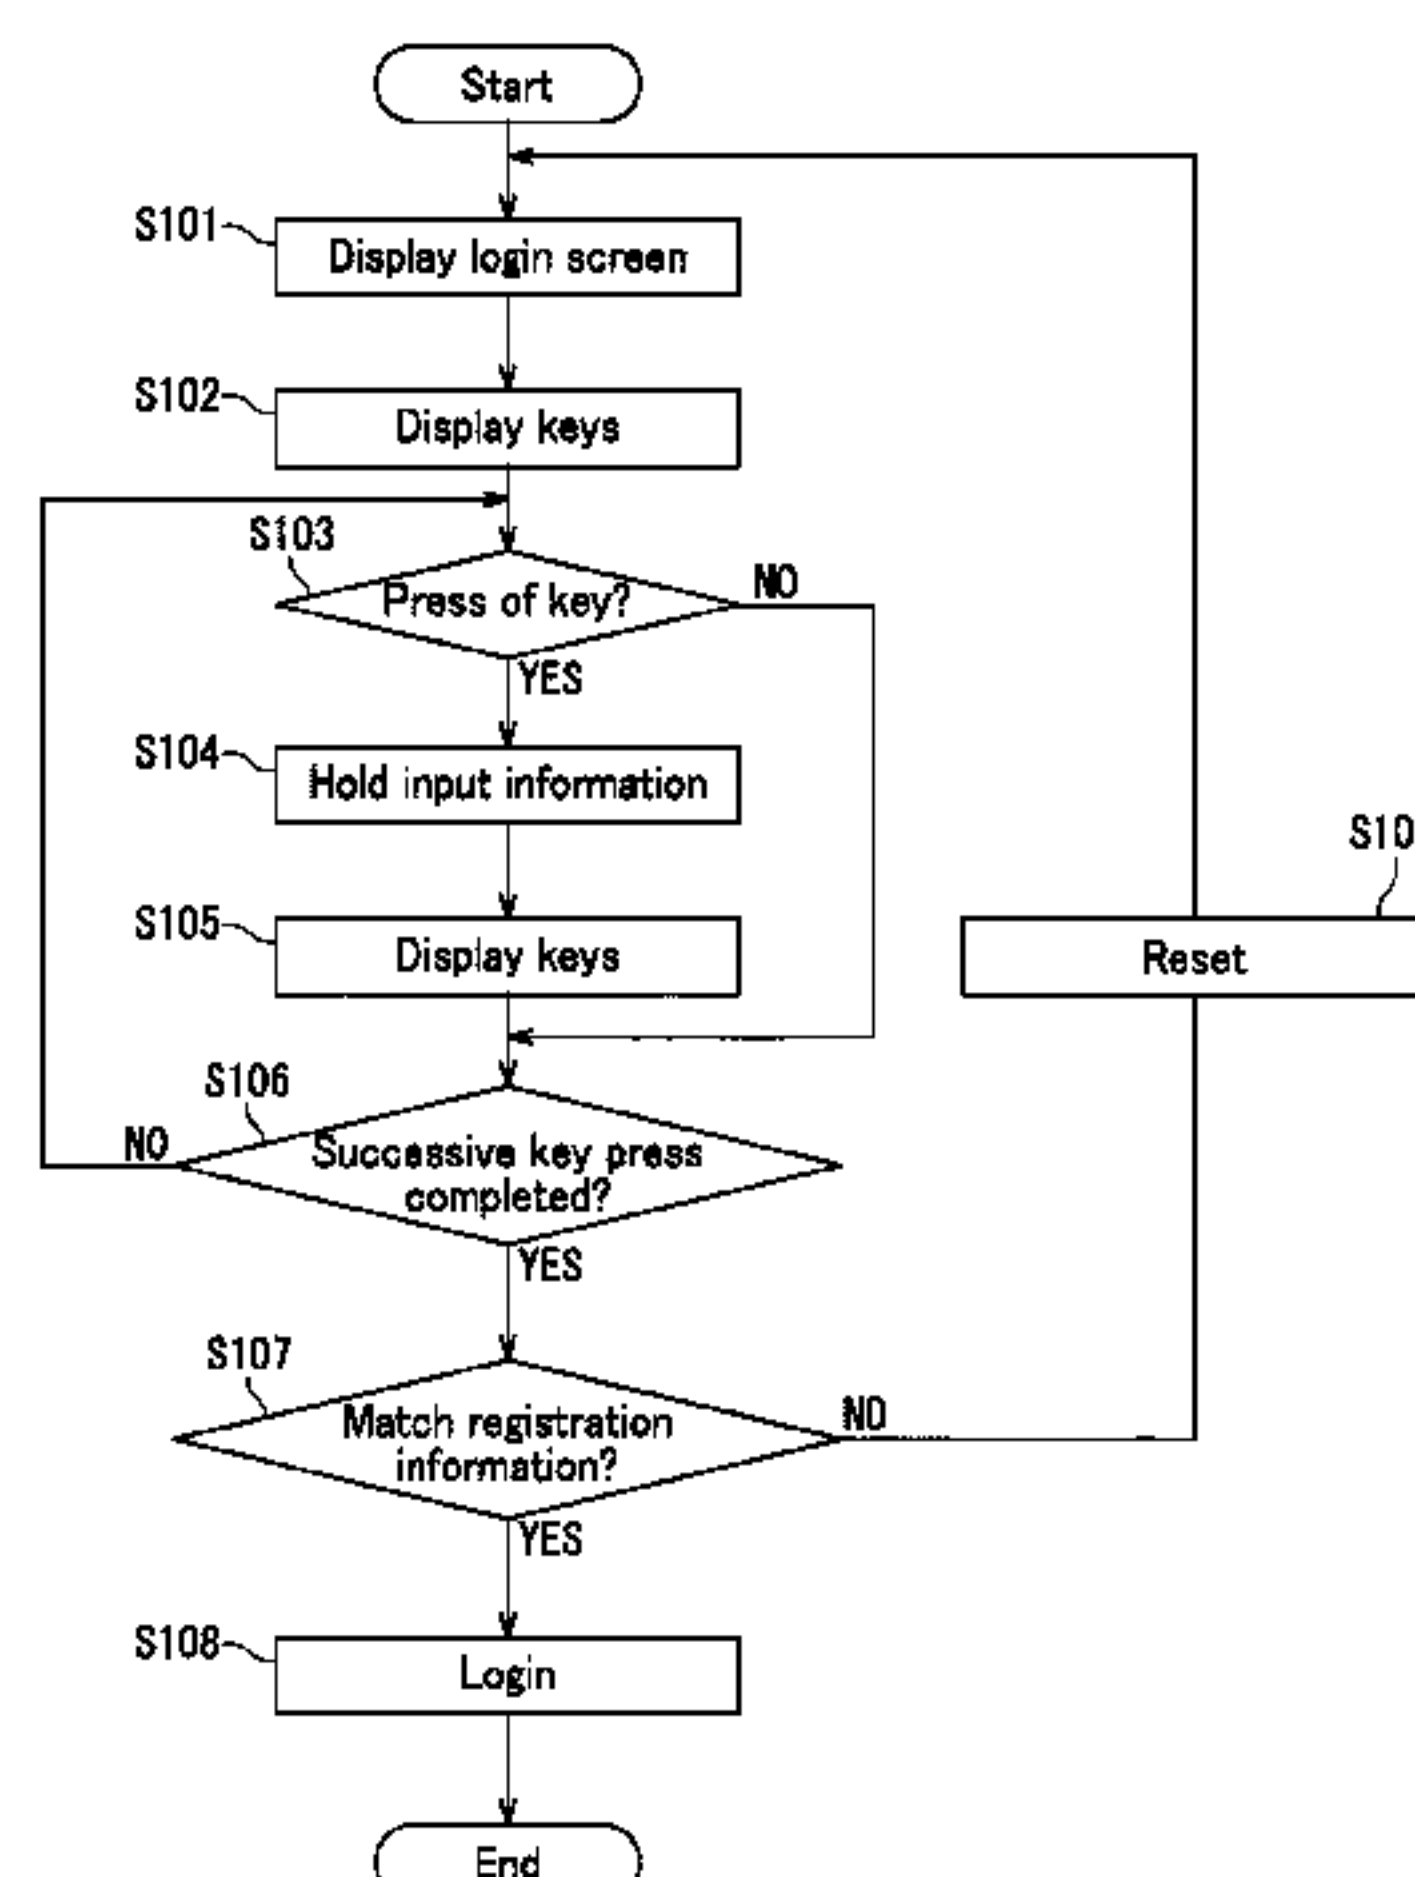 Start
S101
Display login screen
S102
Display keys
S103
Press of key?
NO
YES
S104
Hold input information
S105
Display keys
S10
Reset
S106
NO
Successive key press
completed?
YES
S107
Match registration
information?
NO
YES
S108
Login
End